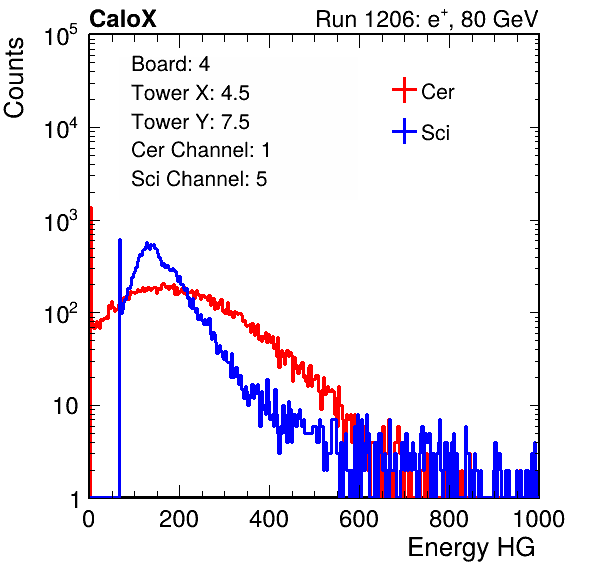 CaloX Run 1206: e⁺, 80 GeV
Counts
10⁵
10⁴
10³
10²
10
1
Board: 4
Tower X: 4.5
Tower Y: 7.5
Cer Channel: 1
Sci Channel: 5
Cer
Sci
0 200 400 600 800 1000
Energy HG